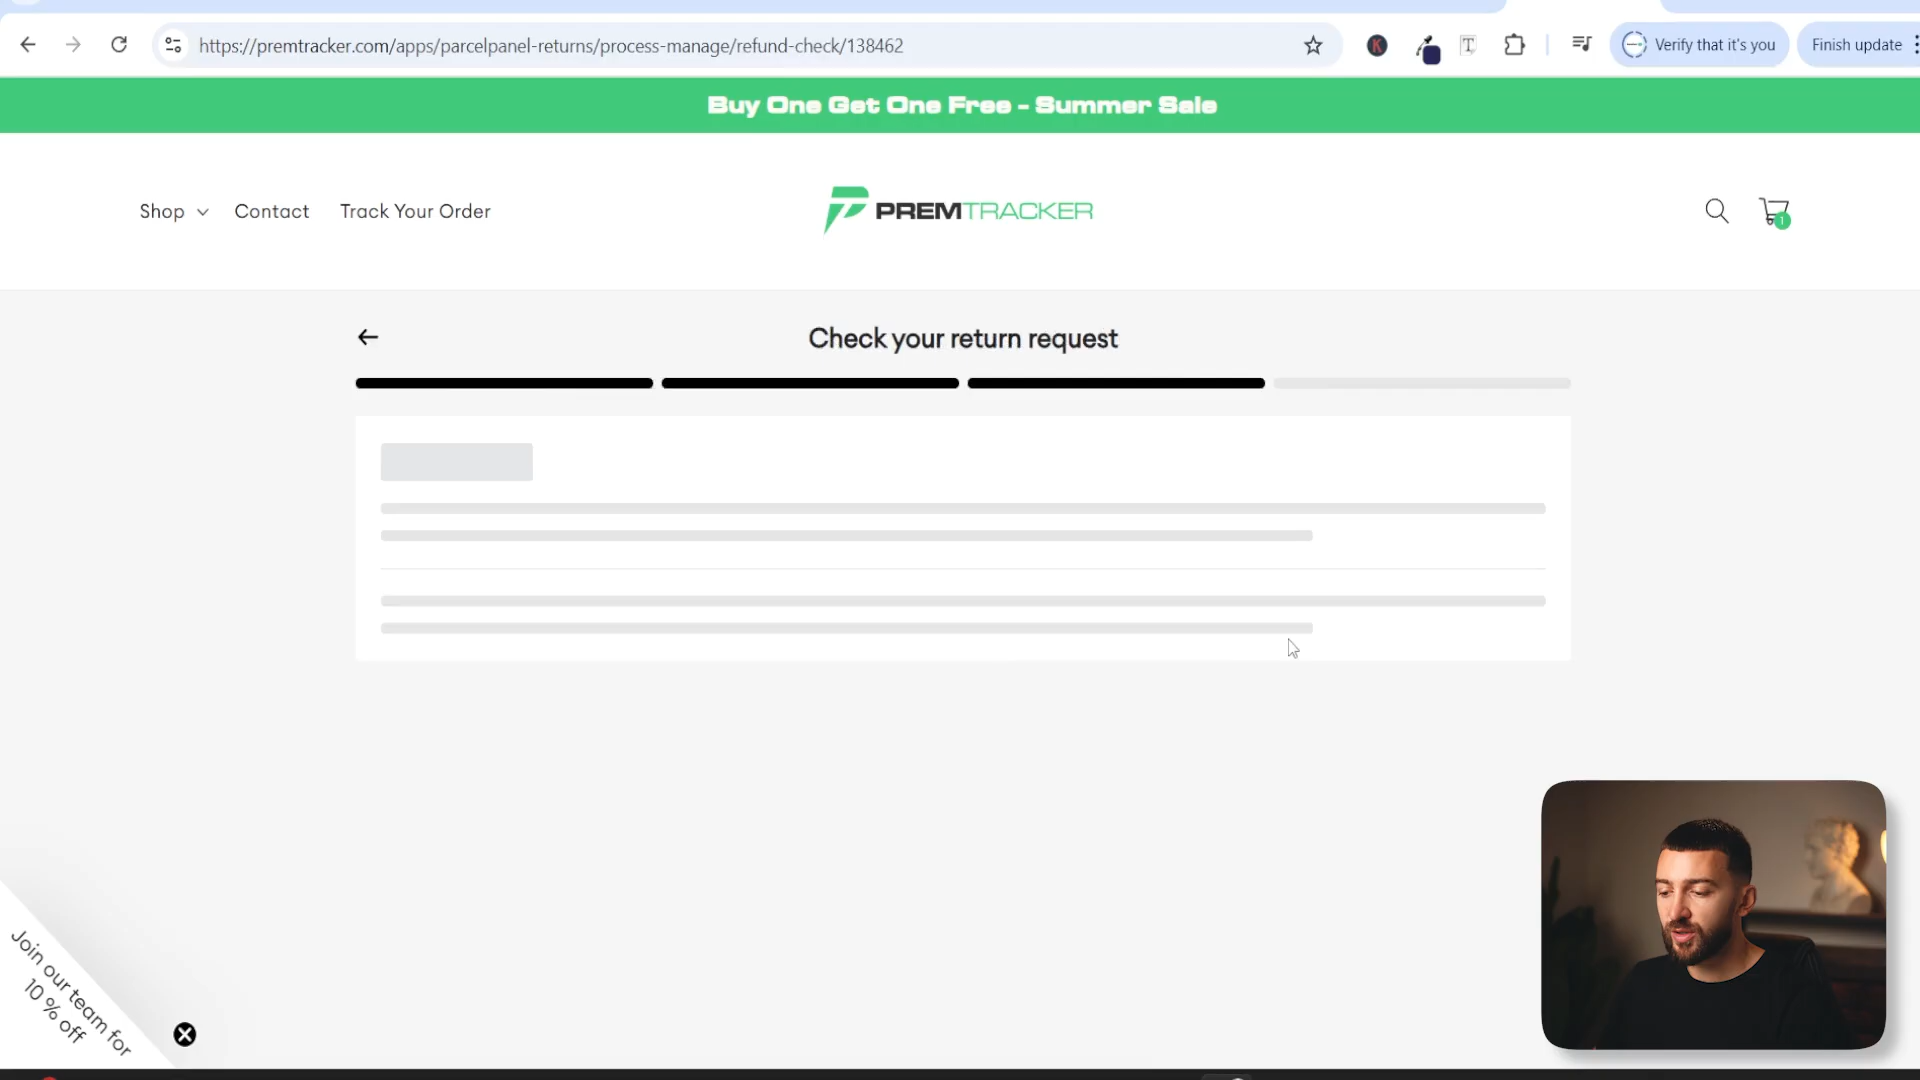 https://premtracker.com/apps/parcelpanel-returns/process-manage/refund-check/138462
K
T
Verify that it's you
Finish update
Buy One Get One Free - Summer Sale
Shop
Contact
Track Your Order
PREMTRACKER
1
Check your return request
Join our team for
10 % off